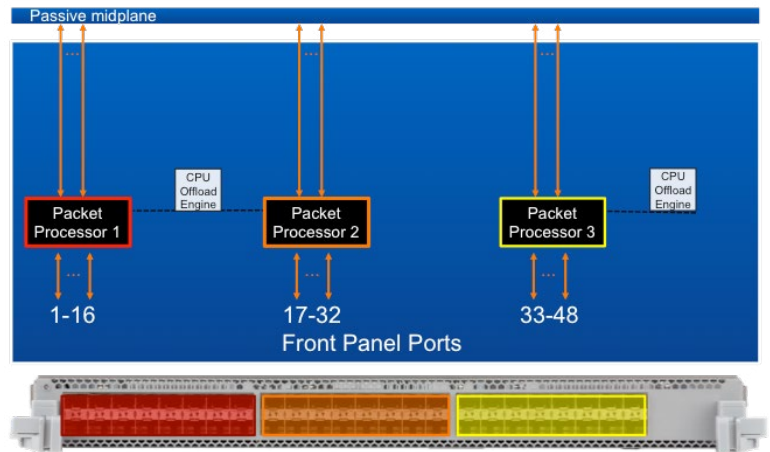 Passive midplane
...
...
...
CPU
Offload
Engine
CPU
Offload
Engine
Packet
Processor 1
Packet
Processor 2
Packet
Processor 3
...
...
...
1-16
17-32
33-48
Front Panel Ports